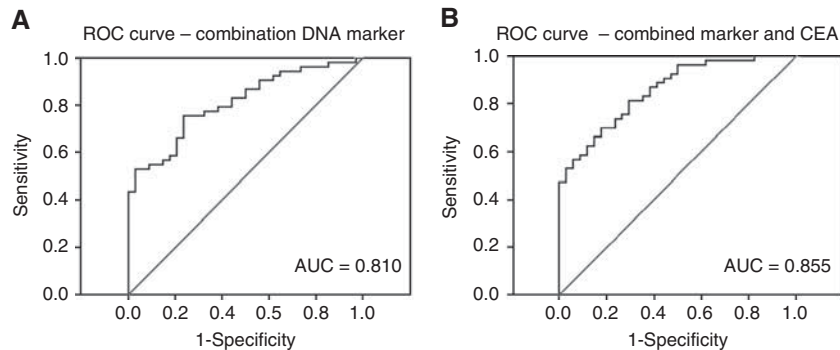 A
ROC curve – combination DNA marker
1.0
0.8
0.6
0.4
0.2
0.0
Sensitivity
AUC = 0.810
0.0 0.2 0.2 0.5 0.8 1.0
1-Specificity
B
ROC curve – combined marker and CEA
1.0
0.8
0.6
0.4
0.2
0.0
Sensitivity
AUC = 0.855
0.0 0.2 0.4 0.6 0.8 1.0
1-Specificity